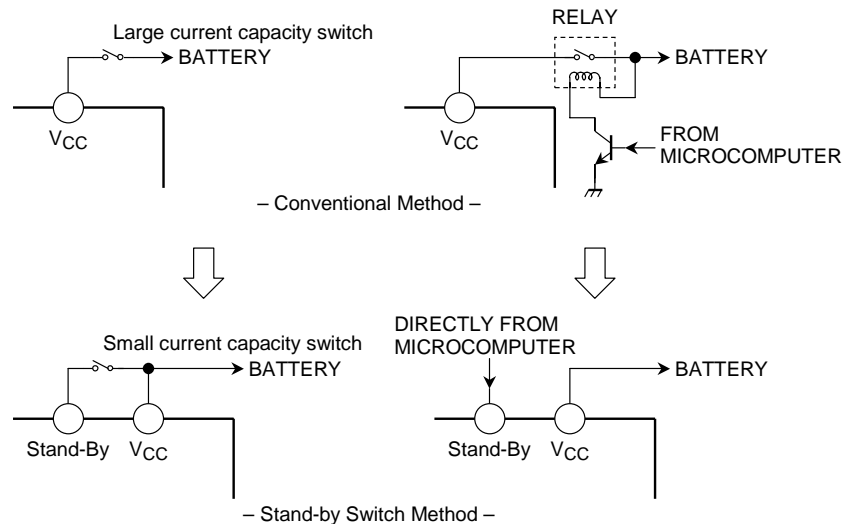 Large current capacity switch
BATTERY
VCC
RELAY
BATTERY
VCC
FROM
MICROCOMPUTER
– Conventional Method –
Small current capacity switch
BATTERY
Stand-By
VCC
DIRECTLY FROM
MICROCOMPUTER
BATTERY
Stand-By
VCC
– Stand-by Switch Method –